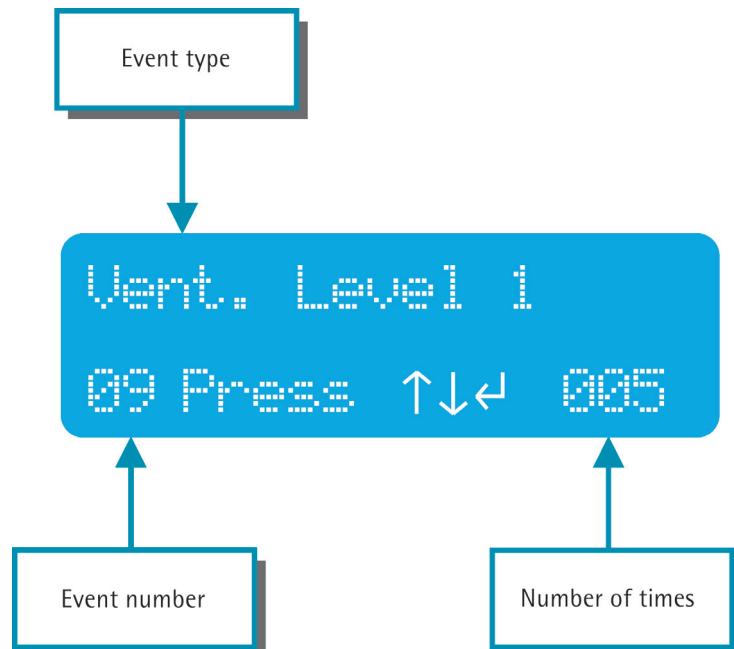 Event type
Vent. Level 1
09 Press ↑↓↵ 005
Event number
Number of times